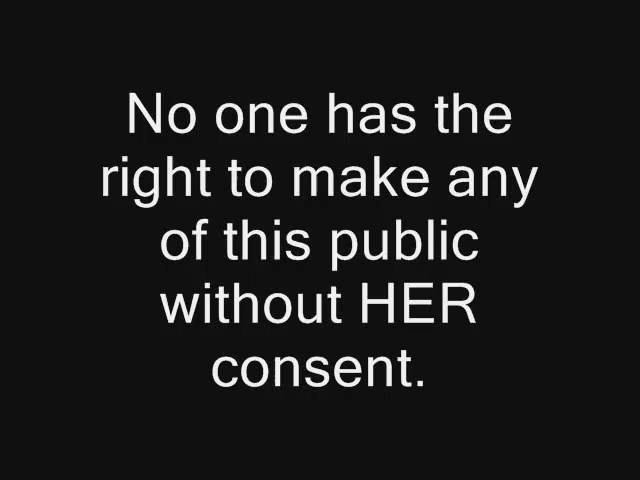 No one has the
right to make any
of this public
without HER
consent.